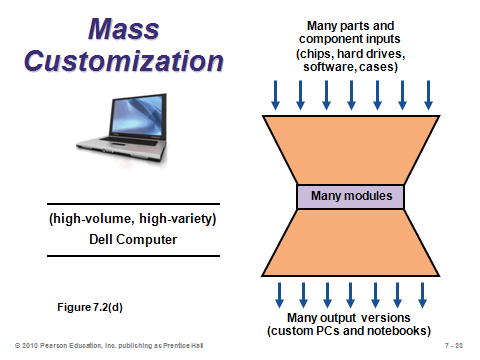 Mass
Customization
Many parts and
component inputs
(chips, hard drives,
software, cases)
Many modules
(high-volume, high-variety)
Dell Computer
Figure 7.2(d)
Many output versions
(custom PCs and notebooks)
© 2010 Pearson Education, Inc. publishing as Prentice Hall
7 - 23